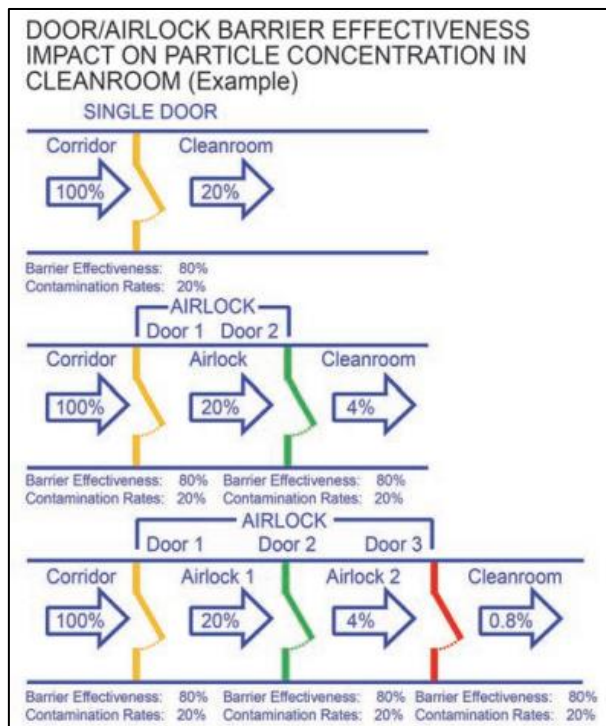 DOOR/AIRLOCK BARRIER EFFECTIVENESS
IMPACT ON PARTICLE CONCENTRATION IN
CLEANROOM (Example)
SINGLE DOOR
Corridor Cleanroom
100% 20%
Barrier Effectiveness: 80%
Contamination Rates: 20%
AIRLOCK
Door 1 Door 2
Corridor Airlock Cleanroom
100% 20% 4%
Barrier Effectiveness: 80% Barrier Effectiveness: 80%
Contamination Rates: 20% Contamination Rates: 20%
AIRLOCK
Door 1 Door 2 Door 3
Corridor Airlock 1 Airlock 2 Cleanroom
100% 20% 4% 0.8%
Barrier Effectiveness: 80% Barrier Effectiveness: 80% Barrier Effectiveness: 80%
Contamination Rates: 20% Contamination Rates: 20% Contamination Rates: 20%